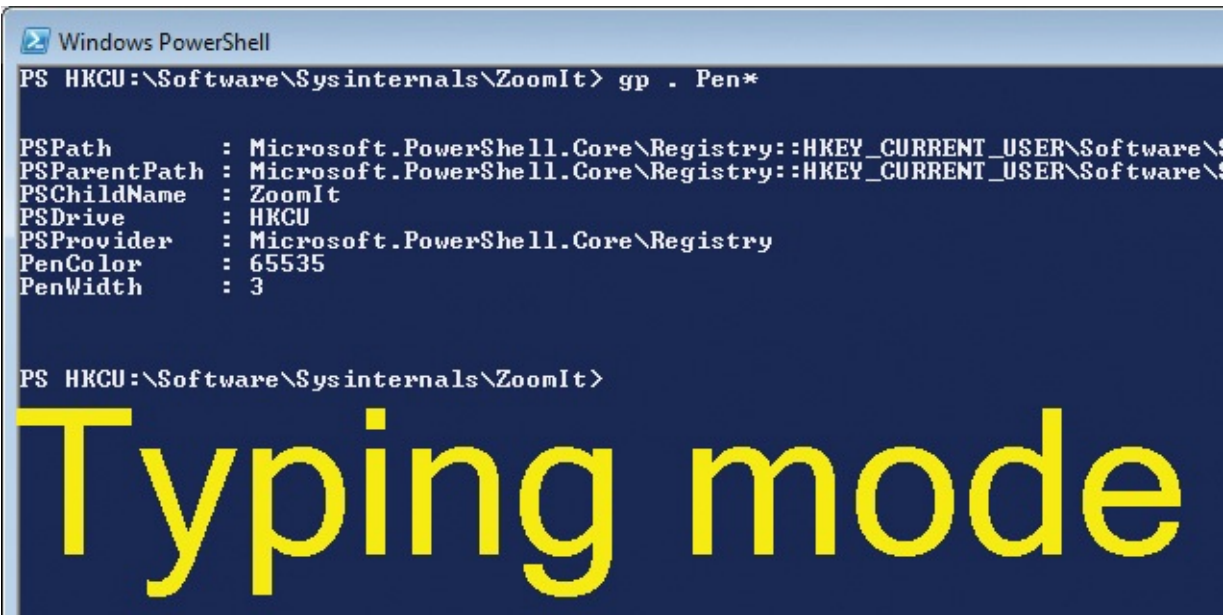 Windows PowerShell
PS HKCU:\Software\Sysinternals\ZoomIt> gp . Pen*
PSPath : Microsoft.PowerShell.Core\Registry::HKEY_CURRENT_USER\Software\
PSParentPath : Microsoft.PowerShell.Core\Registry::HKEY_CURRENT_USER\Software\
PSChildName : ZoomIt
PSDrive : HKCU
PSProvider : Microsoft.PowerShell.Core\Registry
PenColor : 65535
PenWidth : 3
PS HKCU:\Software\Sysinternals\ZoomIt>
Typing mode